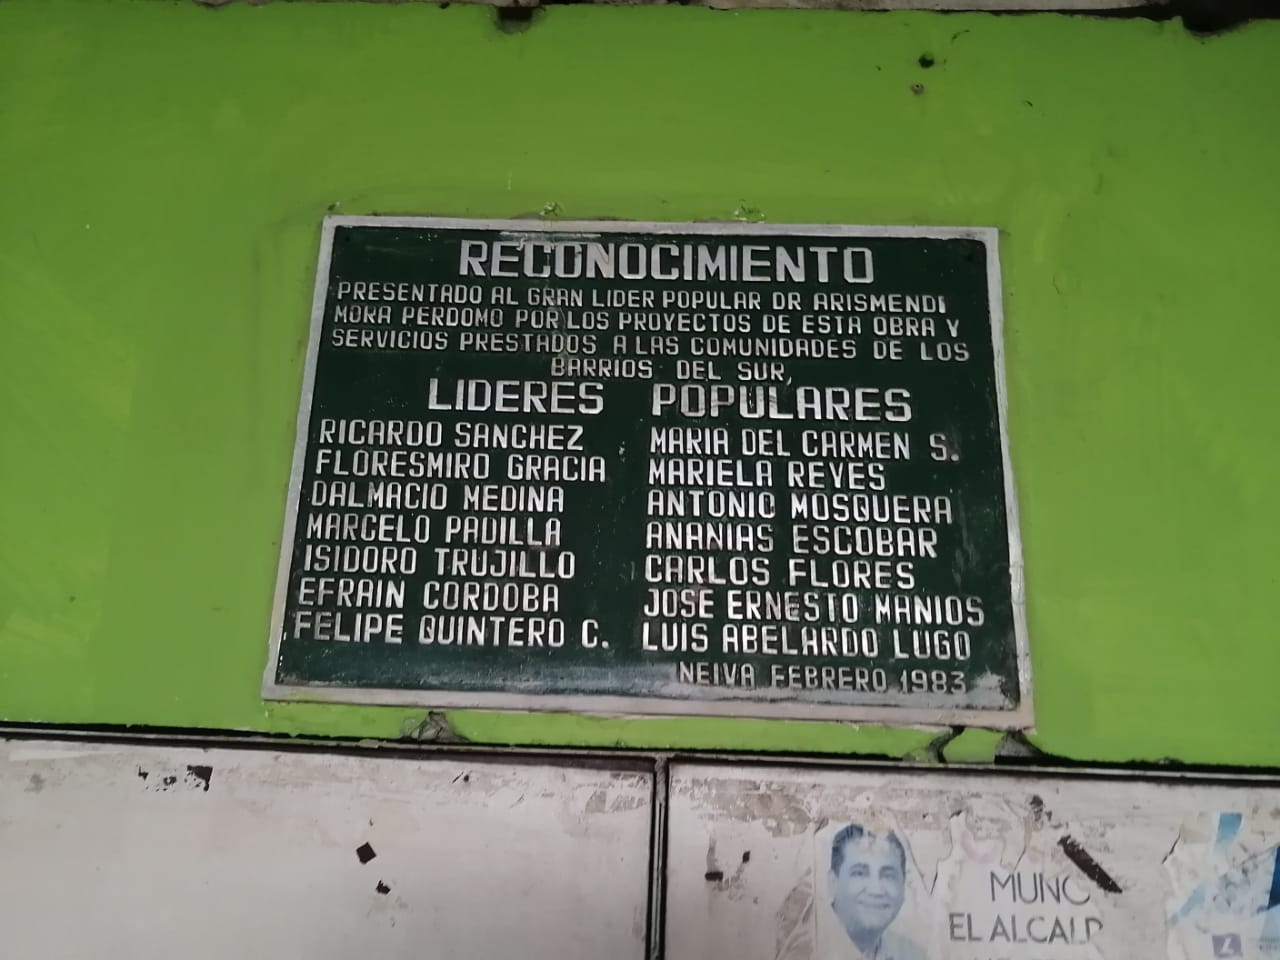 RECONOCIMIENTO
PRESENTADO AL GRAN LIDER POPULAR DR ARISMENDI
MORA PERDOMO POR LOS PROYECTOS DE ESTA OBRA Y
SERVICIOS PRESTADOS A LAS COMUNIDADES DE LOS
BARRIOS DEL SUR,
LIDERES POPULARES
RICARDO SANCHEZ
FLORESMIRO GRACIA
DALMACIO MEDINA
MARCELO PADILLA
ISIDORO TRUJILLO
EFRAIN CORDOBA
FELIPE QUINTERO C.
MARIA DEL CARMEN S.
MARIELA REYES
ANTONIO MOSQUERA
ANANIAS ESCOBAR
CARLOS FLORES
JOSE ERNESTO MANIOS
LUIS ABELARDO LUGO
NEIVA FEBRERO 1983
EL